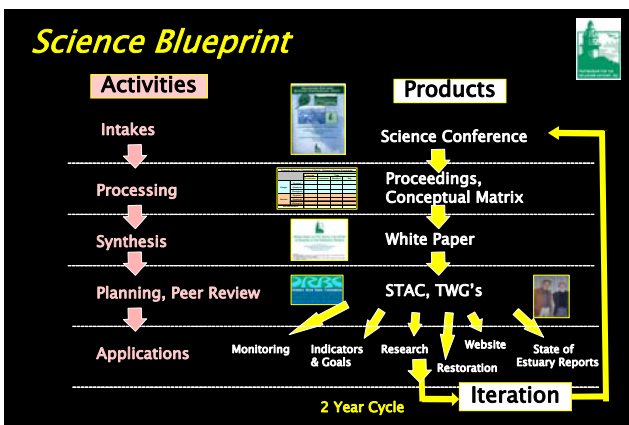 Science Blueprint
Activities
Products
Intakes
Science Conference
Processing
Proceedings,
Conceptual Matrix
Synthesis
White Paper
Planning, Peer Review
STAC, TWG's
Applications
Monitoring
Indicators
& Goals
Research
Restoration
Website
State of
Estuary Reports
Iteration
2 Year Cycle